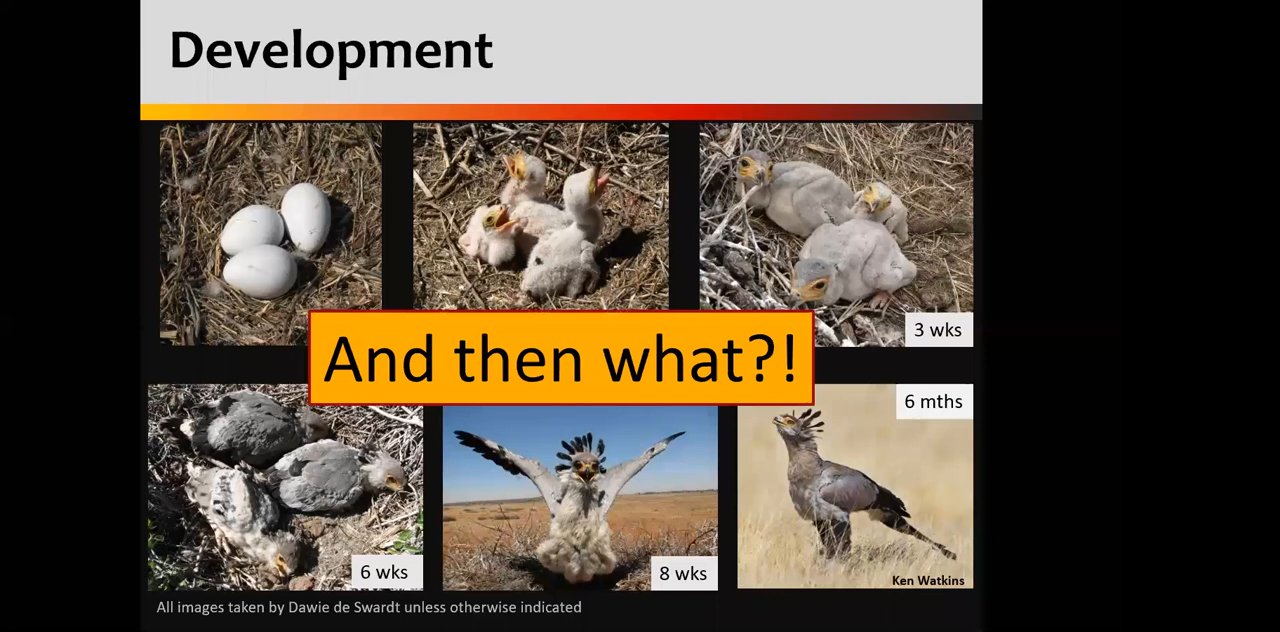 Development
3 wks
And then what?!
6 mths
6 wks
8 wks
Ken Watkins
All images taken by Dawie de Swardt unless otherwise indicated